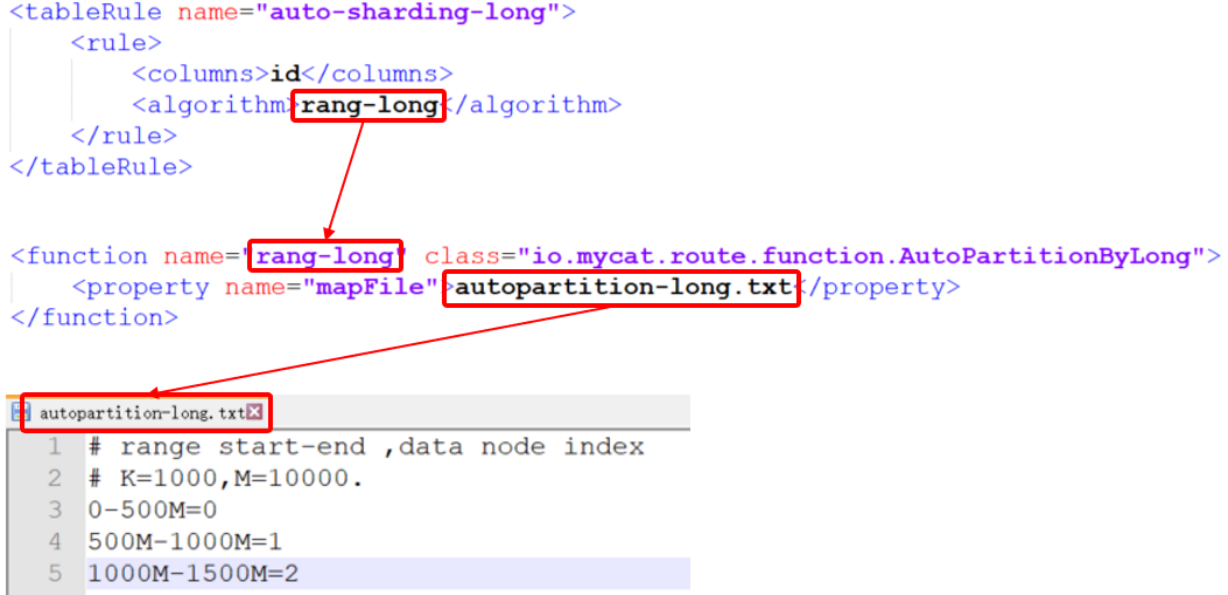 <tableRule name="auto-sharding-long">
<rule>
<columns>id</columns>
<algorithm>rang-long</algorithm>
</rule>
</tableRule>
<function name="rang-long" class="io.mycat.route.function.AutoPartitionByLong">
<property name="mapFile">autopartition-long.txt</property>
</function>
autopartition-long.txt
1 # range start-end ,data node index
2 # K=1000,M=10000.
3 0-500M=0
4 500M-1000M=1
5 1000M-1500M=2